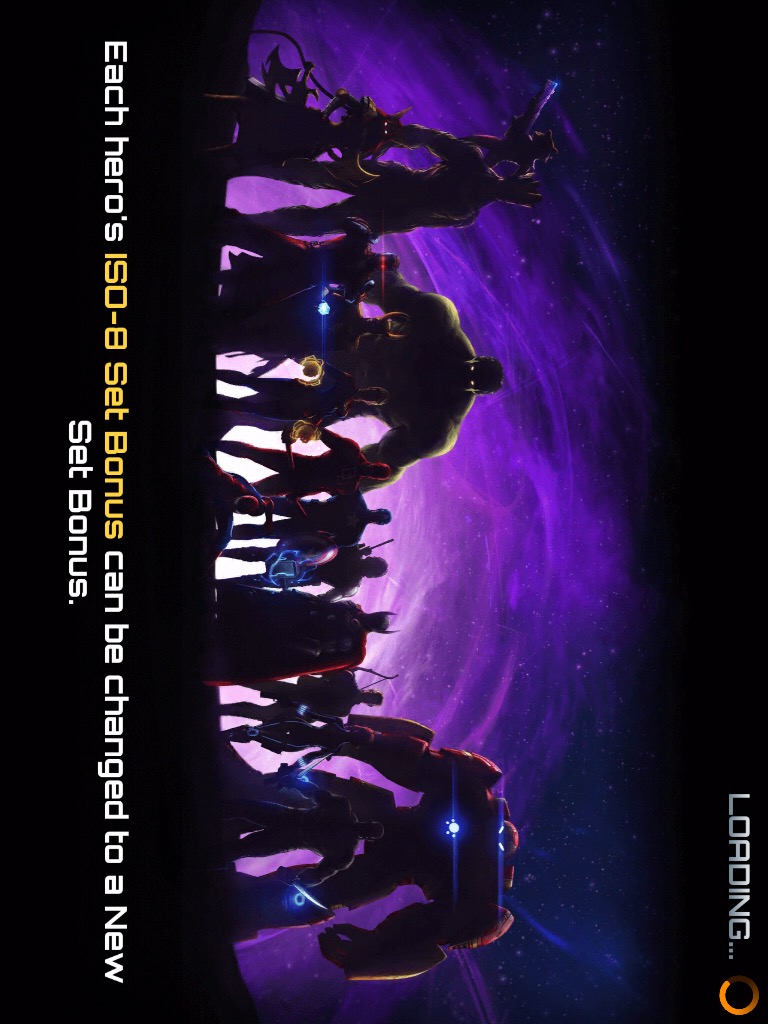 LOADING...
Each hero's ISO-8 Set Bonus can be changed to a New
Set Bonus.